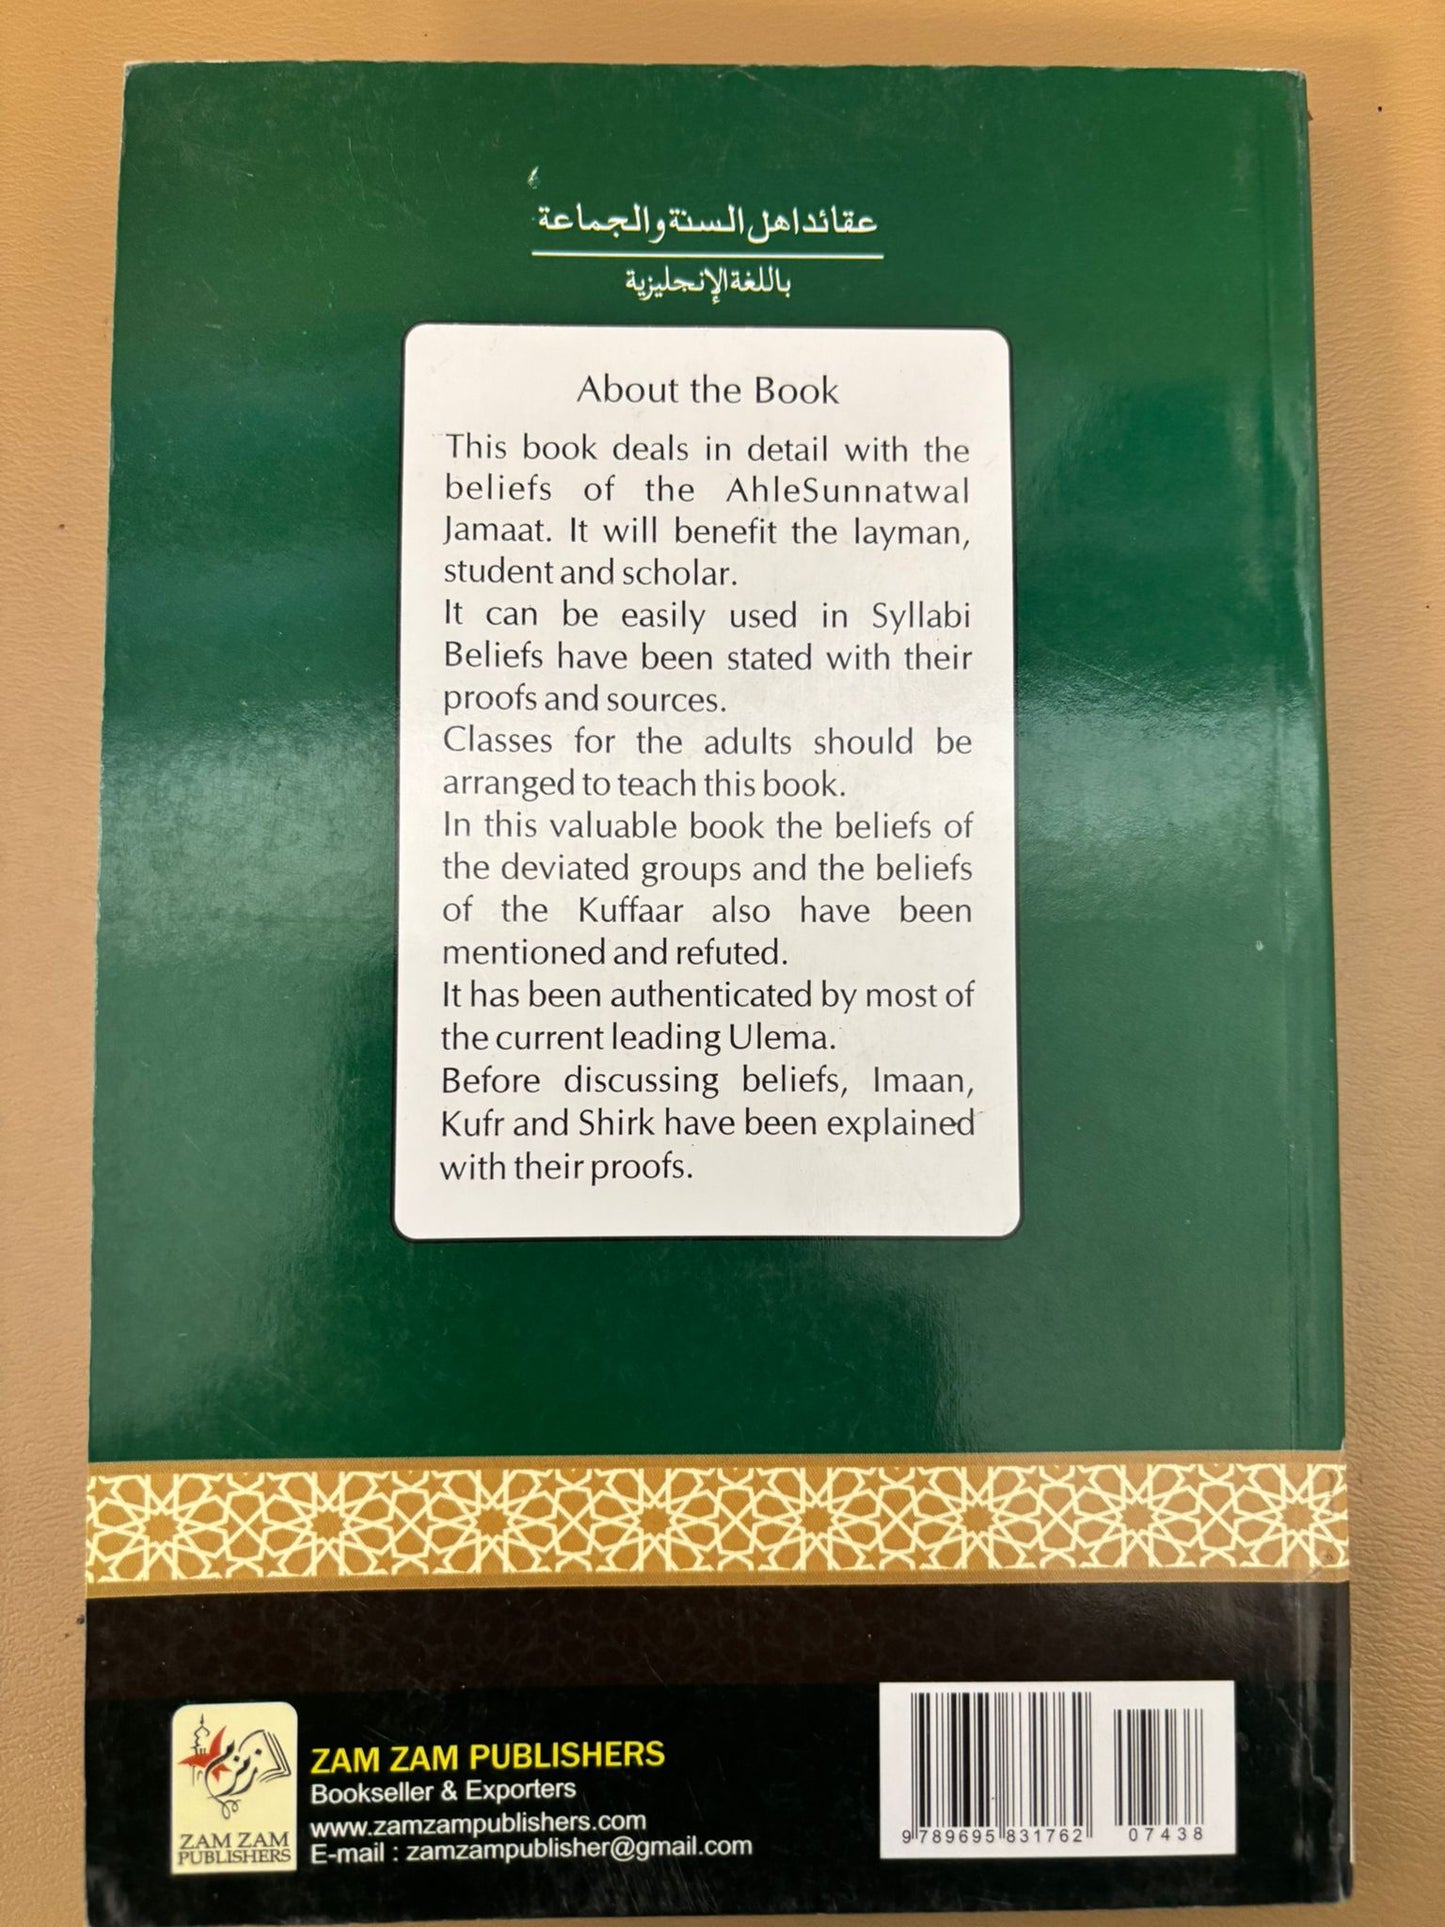 عقائد اهل السنة والجماعة
باللغة الإنجليزية
About the Book
This book deals in detail with the
beliefs of the AhleSunnatwal
Jamaat. It will benefit the layman,
student and scholar.
It can be easily used in Syllabi
Beliefs have been stated with their
proofs and sources.
Classes for the adults should be
arranged to teach this book.
In this valuable book the beliefs of
the deviated groups and the beliefs
of the Kuffaar also have been
mentioned and refuted.
It has been authenticated by most of
the current leading Ulema.
Before discussing beliefs, Imaan,
Kufr and Shirk have been explained
with their proofs.
زمزم
ZAM ZAM
PUBLISHERS
ZAM ZAM PUBLISHERS
Bookseller & Exporters
www.zamzampublishers.com
E-mail : zamzampublisher@gmail.com
9 789695 831762
07438